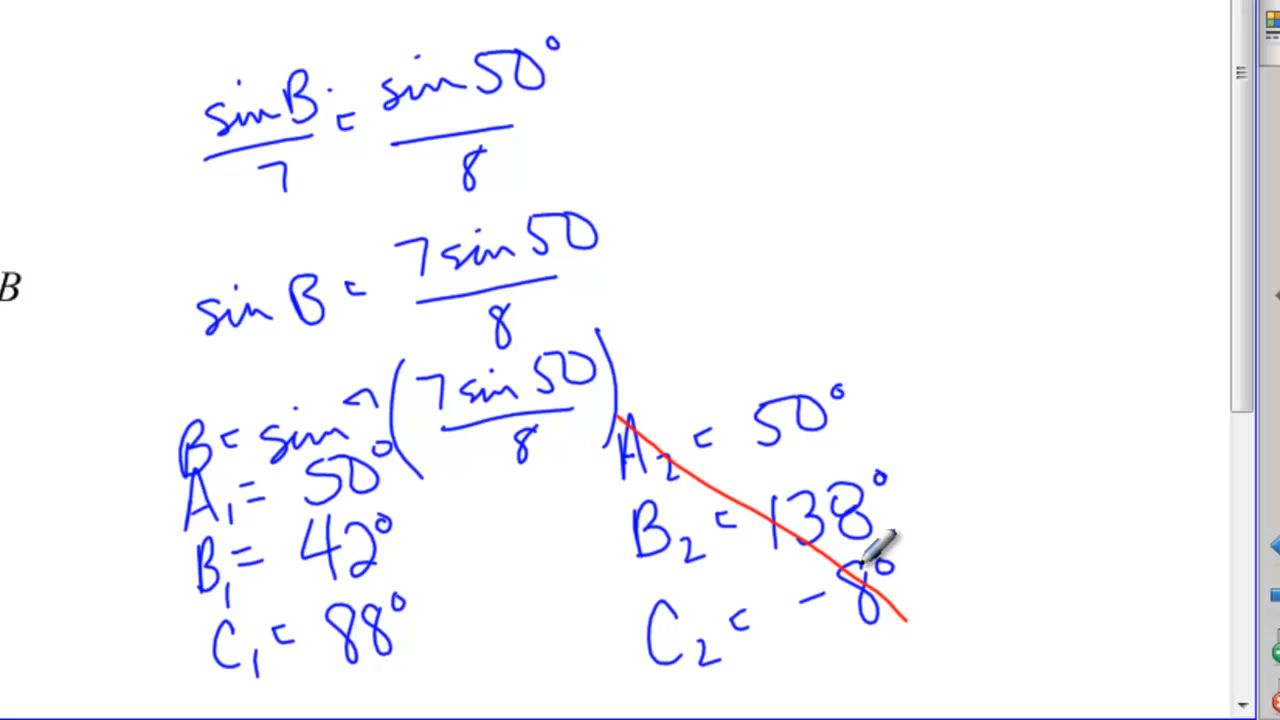 sin B / 7 = sin 50° / 8
B
sin B = 7 sin 50 / 8
B = sin⁻¹ (7 sin 50 / 8)
A₁ = 50° A₂ = 50°
B₁ = 42° B₂ = 138°
C₁ = 88° C₂ = -8°